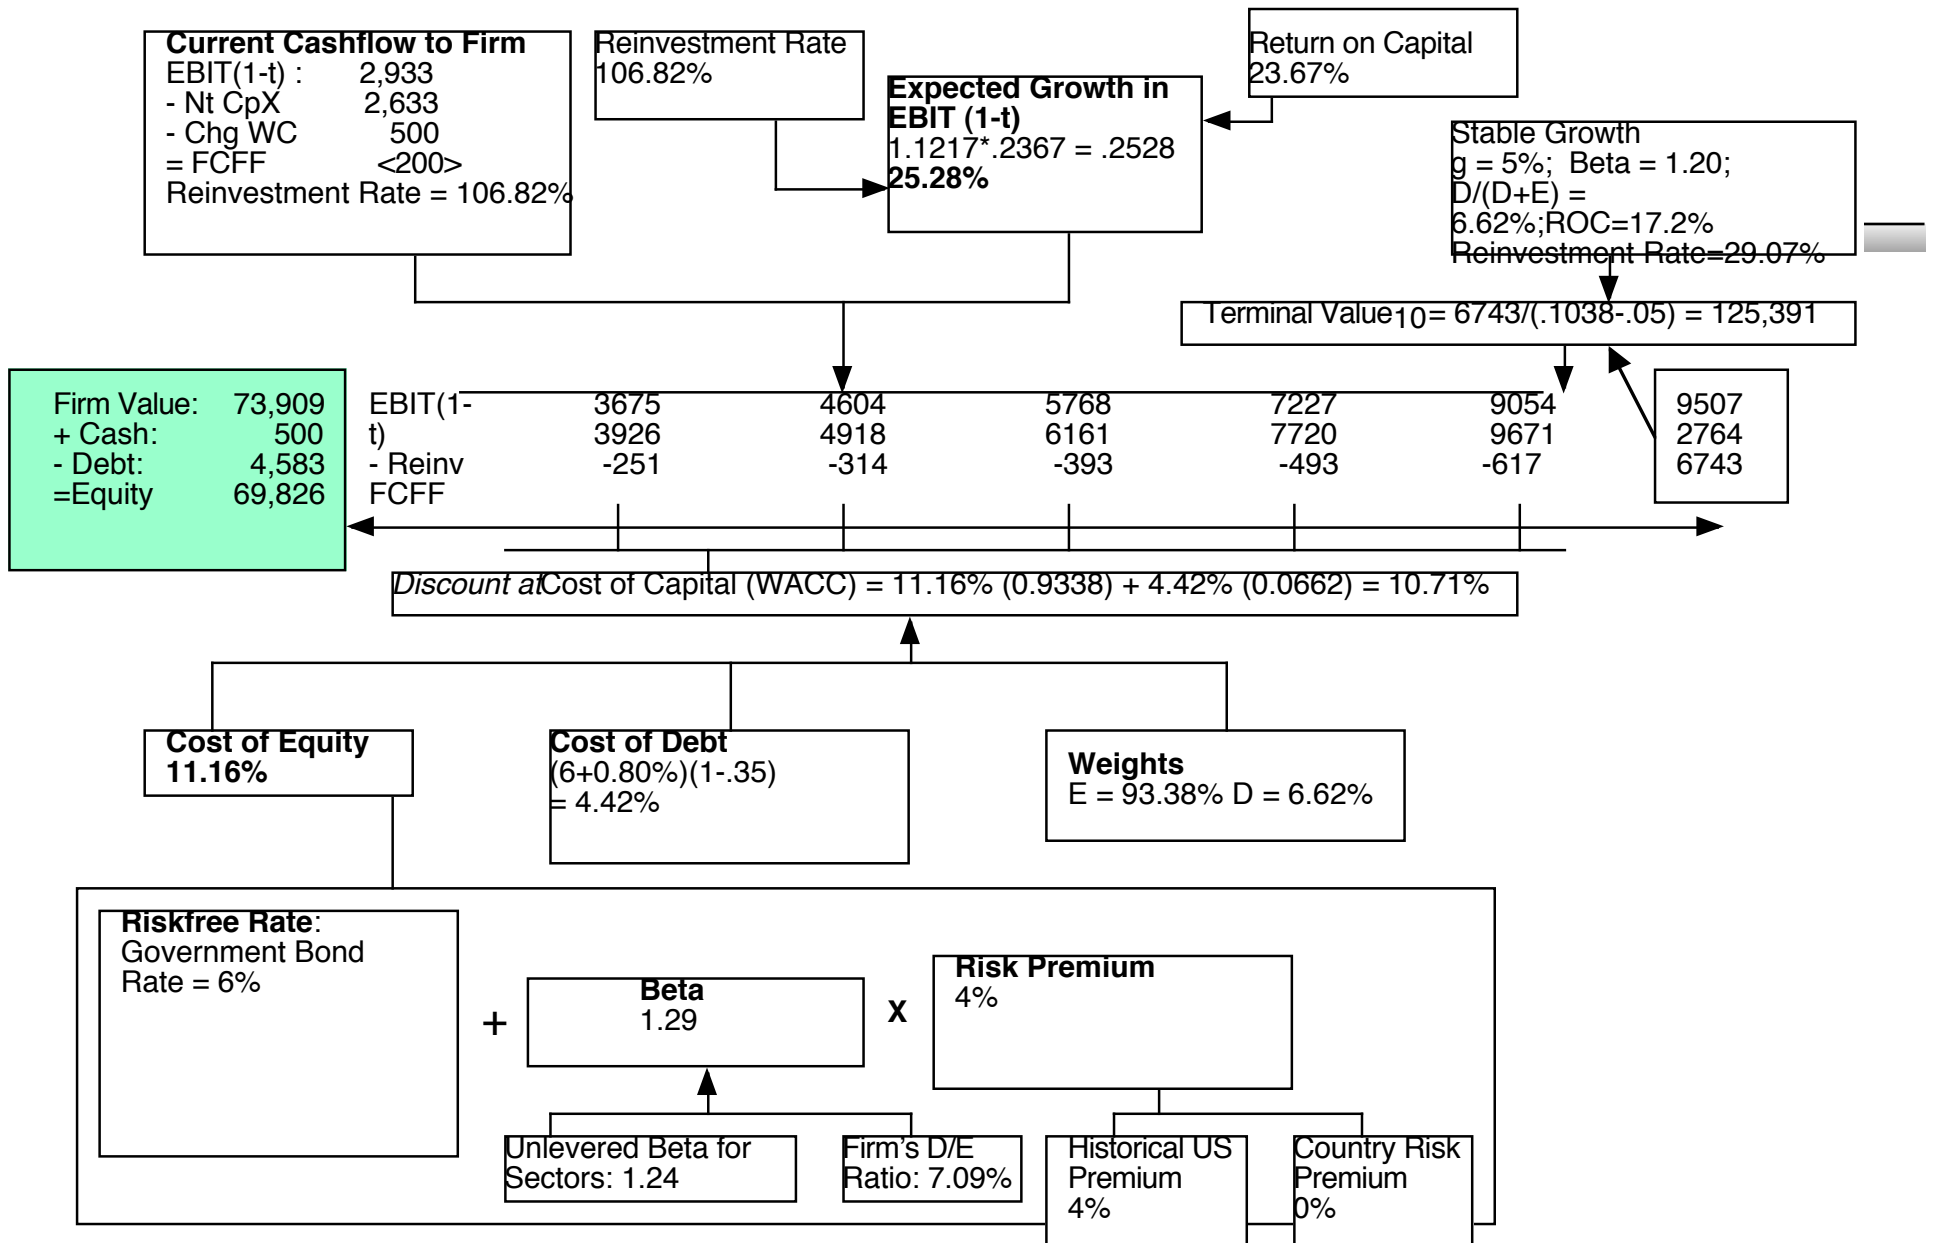 Current Cashflow to Firm
EBIT(1-t) : 2,933
- Nt CpX 2,633
- Chg WC 500
= FCFF <200>
Reinvestment Rate = 106.82%
Reinvestment Rate
106.82%
Expected Growth in
EBIT (1-t)
1.1217*.2367 = .2528
25.28%
Return on Capital
23.67%
Stable Growth
g = 5%; Beta = 1.20;
D/(D+E) =
6.62%;ROC=17.2%
Reinvestment Rate=29.07%
Terminal Value10= 6743/(.1038-.05) = 125,391
Firm Value: 73,909
+ Cash: 500
- Debt: 4,583
=Equity 69,826
EBIT(1-
t)
- Reinv
FCFF
3675 4604 5768 7227 9054
3926 4918 6161 7720 9671
-251 -314 -393 -493 -617
9507
2764
6743
Discount at Cost of Capital (WACC) = 11.16% (0.9338) + 4.42% (0.0662) = 10.71%
Cost of Equity
11.16%
Cost of Debt
(6+0.80%)(1-.35)
= 4.42%
Weights
E = 93.38% D = 6.62%
Riskfree Rate:
Government Bond
Rate = 6%
+
Beta
1.29
X
Risk Premium
4%
Unlevered Beta for
Sectors: 1.24
Firm's D/E
Ratio: 7.09%
Historical US
Premium
4%
Country Risk
Premium
0%